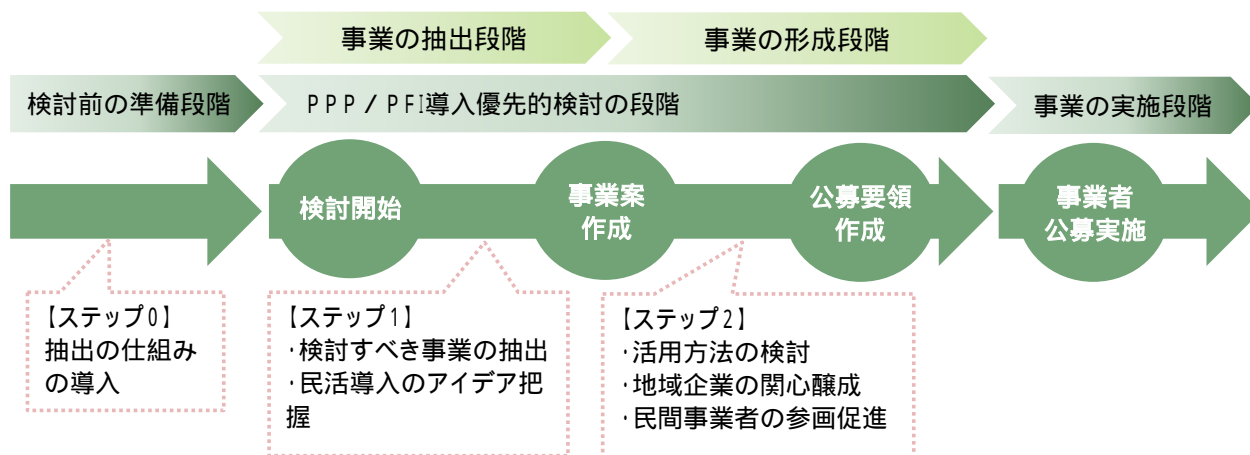 事業の抽出段階
事業の形成段階
検討前の準備段階
PPP/PFI導入優先的検討の段階
事業の実施段階
検討開始
事業案
作成
公募要領
作成
事業者
公募実施
【ステップ0】
抽出の仕組み
の導入
【ステップ1】
·検討すべき事業の抽出
·民活導入のアイデア把
握
【ステップ2】
·活用方法の検討
·地域企業の関心醸成
·民間事業者の参画促進